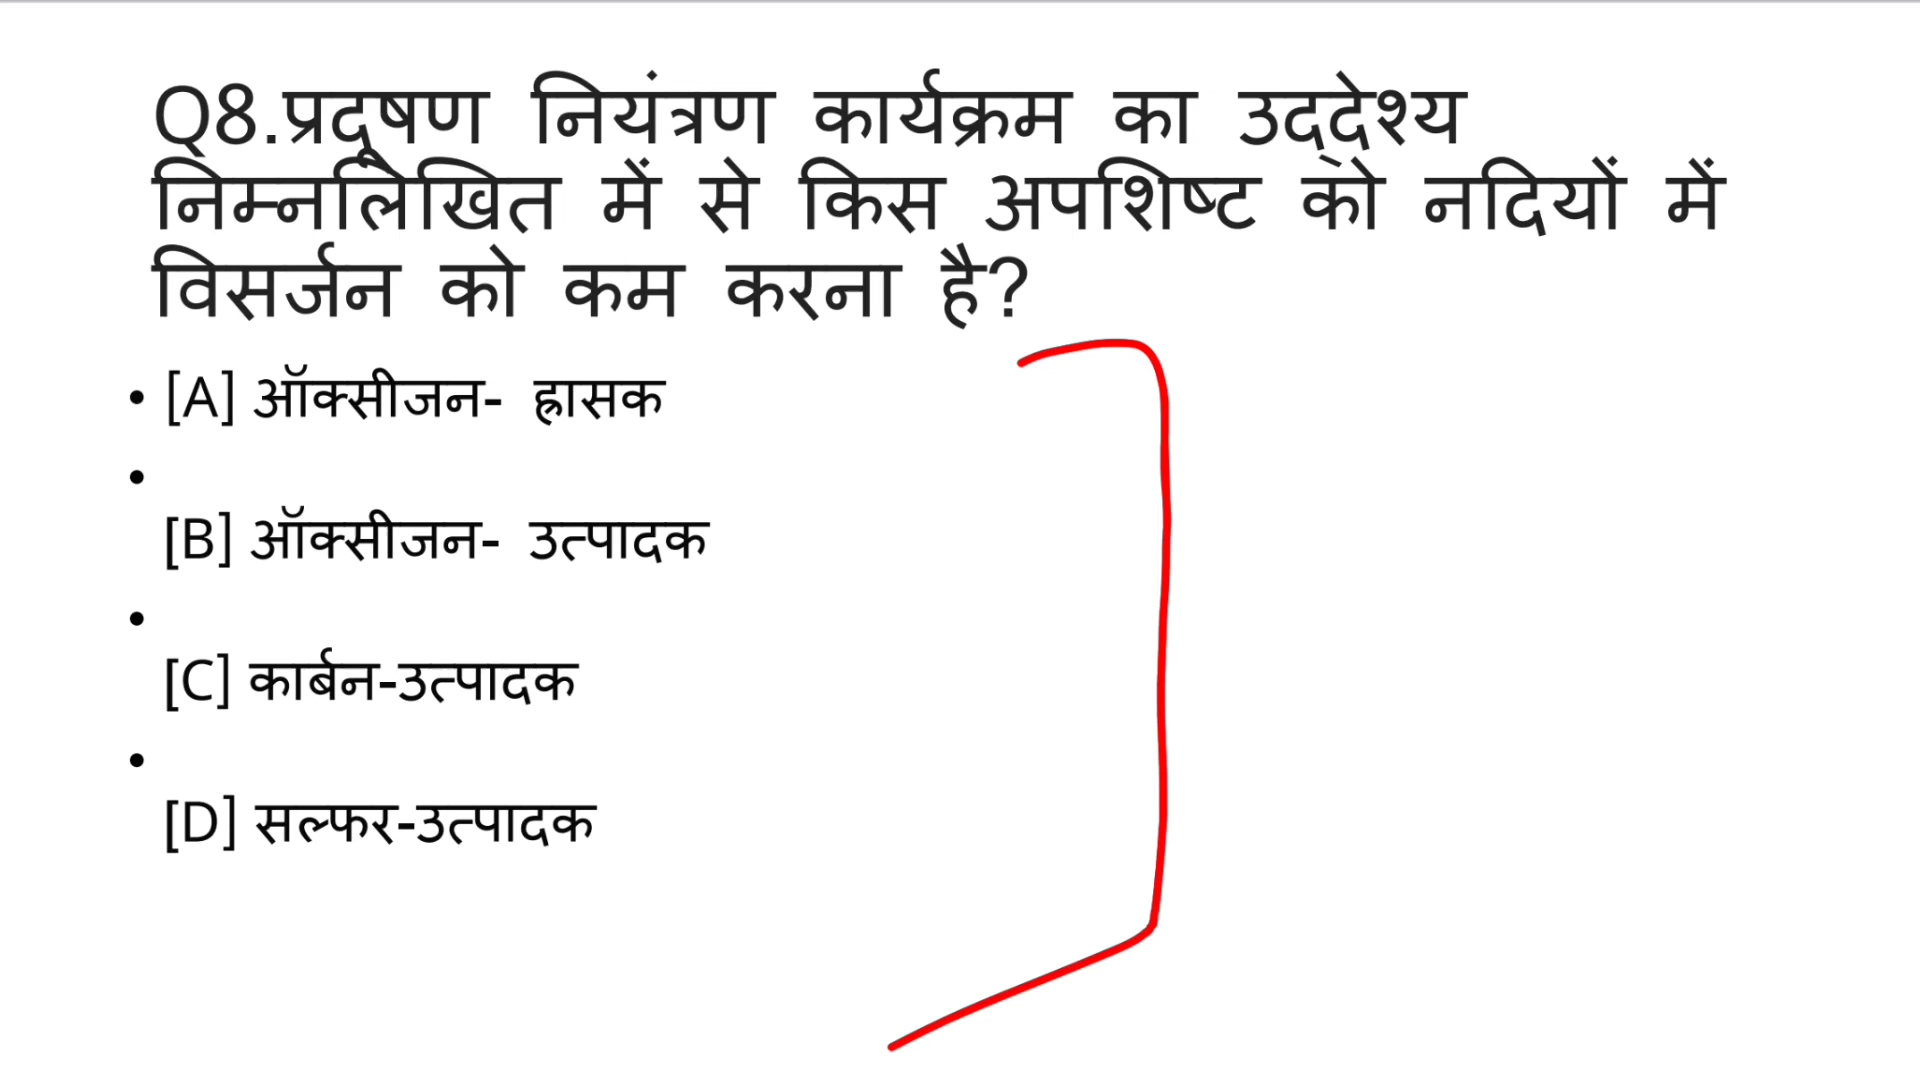 Q8.प्रदूषण नियंत्रण कार्यक्रम का उद्देश्य
निम्नलिखित में से किस अपशिष्ट को नदियों में
विसर्जन को कम करना है?
• [A] ऑक्सीजन- ह्रासक
•
[B] ऑक्सीजन- उत्पादक
•
[C] कार्बन-उत्पादक
•
[D] सल्फर-उत्पादक